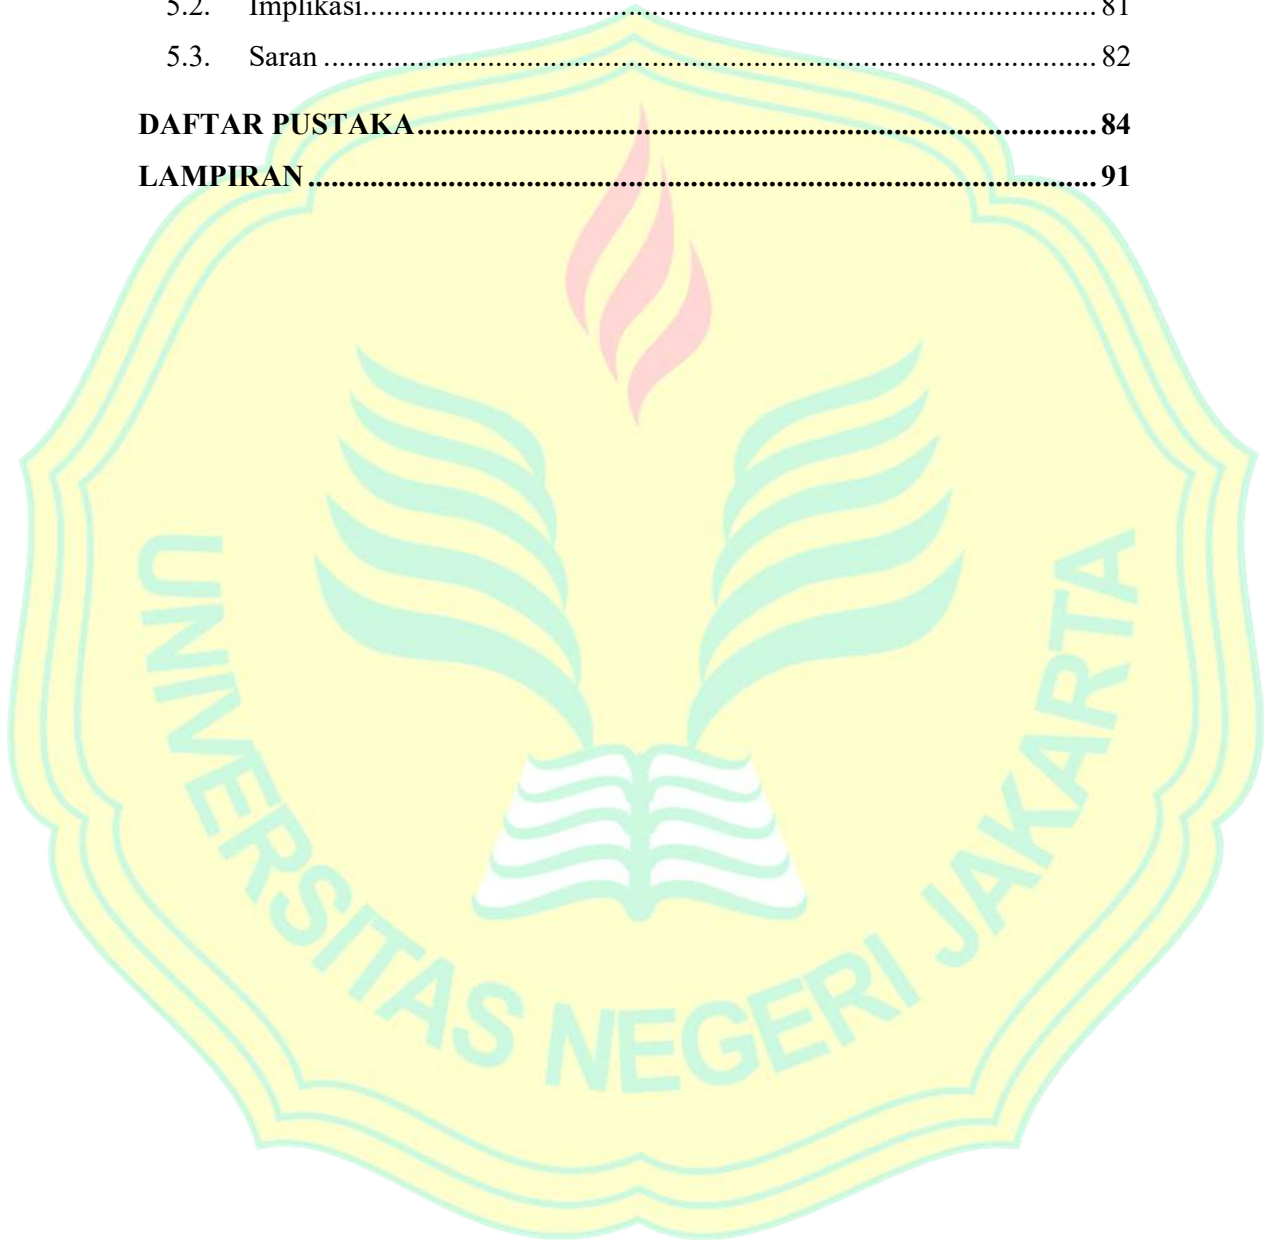 5.2. Implikasi........................................................................................................ 81
5.3. Saran ............................................................................................................. 82
DAFTAR PUSTAKA.......................................................................................... 84
LAMPIRAN ........................................................................................................ 91
UNIVERSITAS NEGERI JAKARTA